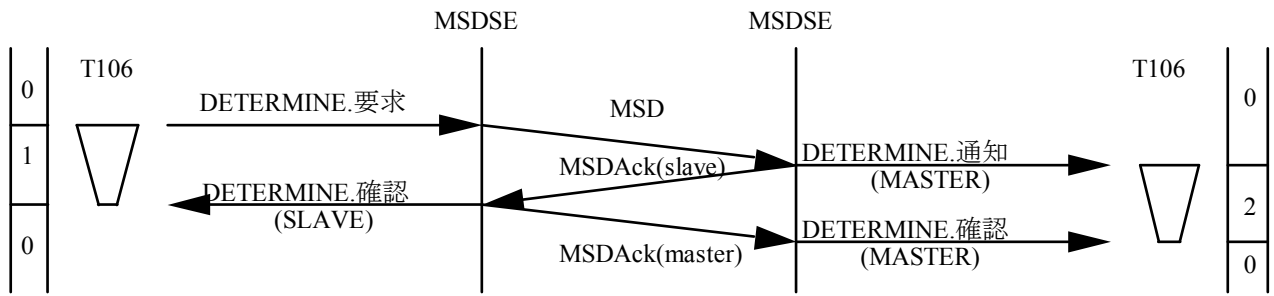 MSDSE
MSDSE
T106
T106
0
DETERMINE.要求
MSD
0
1
MSDAck(slave)
DETERMINE.通知
(MASTER)
DETERMINE.確認
(SLAVE)
2
0
MSDAck(master)
DETERMINE.確認
(MASTER)
0